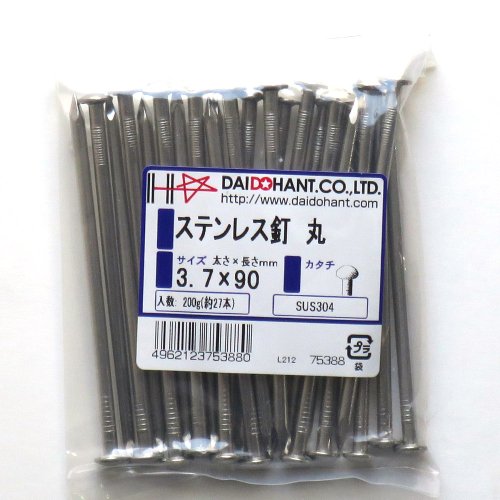 DAIDOHANT.CO.,LTD.
http://www.daidohant.com
ステンレス釘 丸
サイズ 太さ×長さmm
カタチ
3.7×90
入数: 200g(約27本)
SUS304
4962123753880
L212
75388
プラ
袋